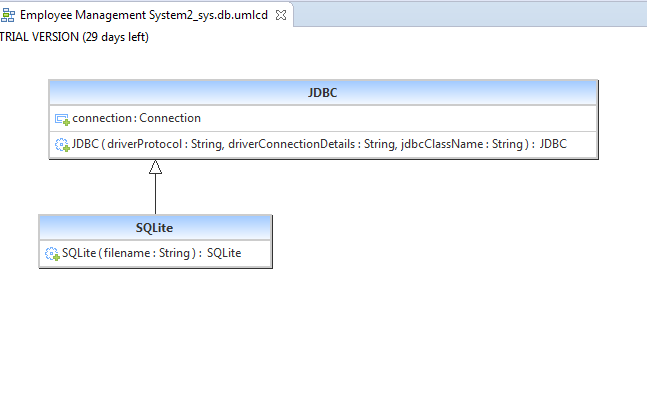 Employee Management System2_sys.db.umlcd
TRIAL VERSION (29 days left)
JDBC
connection : Connection
JDBC ( driverProtocol : String, driverConnectionDetails : String, jdbcClassName : String ) : JDBC
SQLite
SQLite ( filename : String ) : SQLite